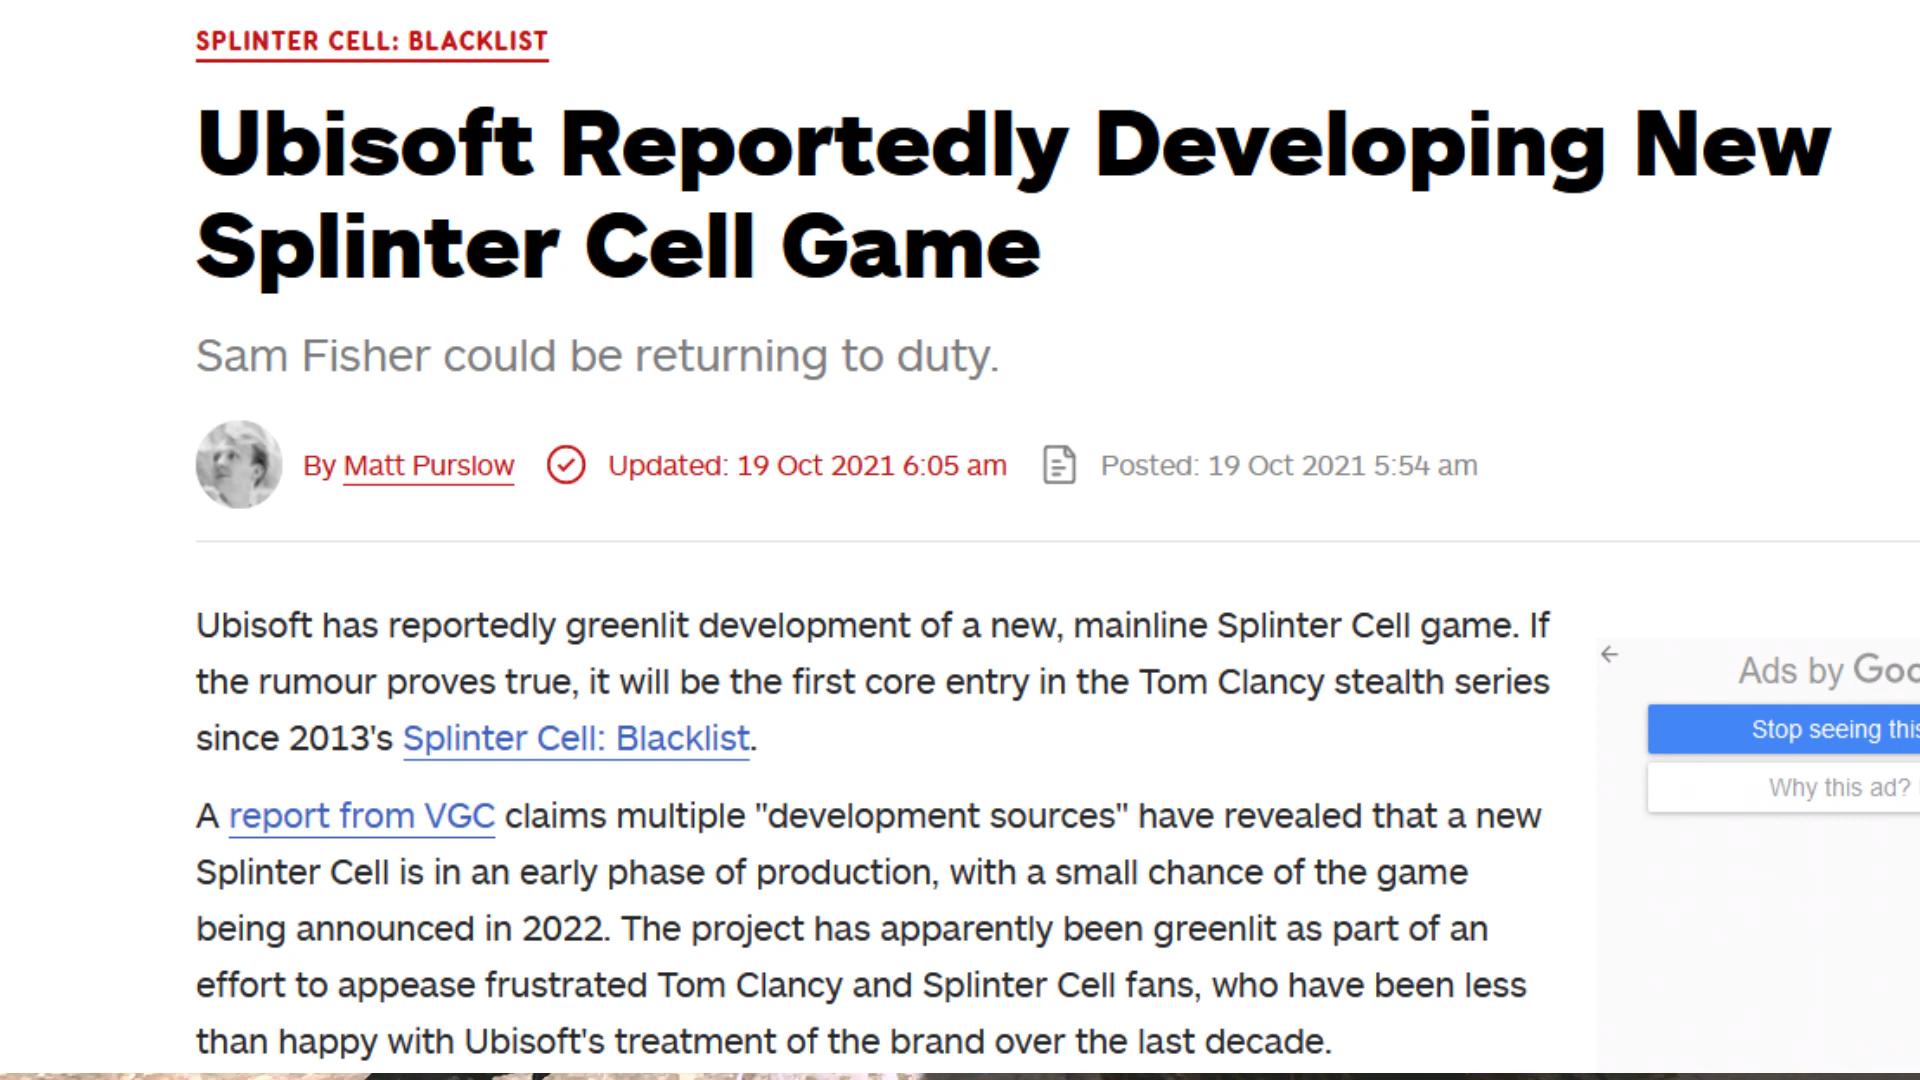 SPLINTER CELL: BLACKLIST
Ubisoft Reportedly Developing New
Splinter Cell Game
Sam Fisher could be returning to duty.
By Matt Purslow Updated: 19 Oct 2021 6:05 am Posted: 19 Oct 2021 5:54 am
Ubisoft has reportedly greenlit development of a new, mainline Splinter Cell game. If
the rumour proves true, it will be the first core entry in the Tom Clancy stealth series
since 2013's Splinter Cell: Blacklist.
A report from VGC claims multiple "development sources" have revealed that a new
Splinter Cell is in an early phase of production, with a small chance of the game
being announced in 2022. The project has apparently been greenlit as part of an
effort to appease frustrated Tom Clancy and Splinter Cell fans, who have been less
than happy with Ubisoft's treatment of the brand over the last decade.
Ads by
Stop seeing
Why this ad?